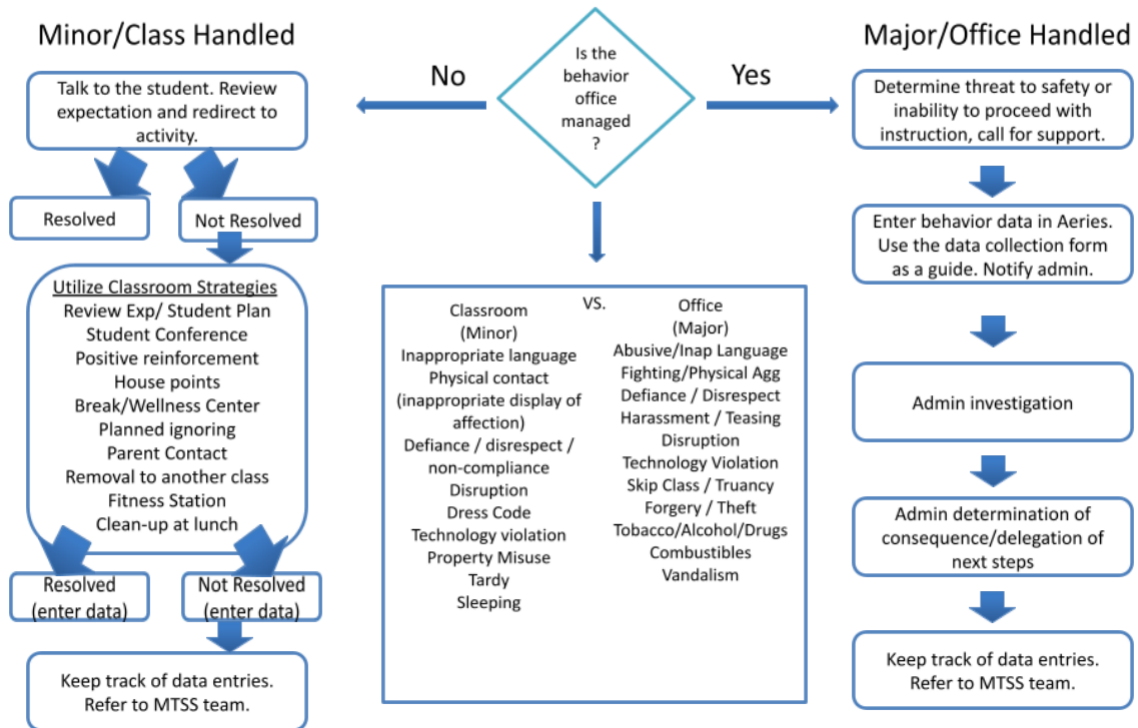 Minor/Class Handled
Talk to the student. Review
expectation and redirect to
activity.
Resolved
Not Resolved
Utilize Classroom Strategies
Review Exp/ Student Plan
Student Conference
Positive reinforcement
House points
Break/Wellness Center
Planned ignoring
Parent Contact
Removal to another class
Fitness Station
Clean-up at lunch
Resolved
(enter data)
Not Resolved
(enter data)
Keep track of data entries.
Refer to MTSS team.
No
Is the
behavior
office
managed
?
Yes
Classroom
(Minor)
Inappropriate language
Physical contact
(inappropriate display of
affection)
Defiance / disrespect /
non-compliance
Disruption
Dress Code
Technology violation
Property Misuse
Tardy
Sleeping
VS.
Office
(Major)
Abusive/Inap Language
Fighting/Physical Agg
Defiance / Disrespect
Harassment / Teasing
Disruption
Technology Violation
Skip Class / Truancy
Forgery / Theft
Tobacco/Alcohol/Drugs
Combustibles
Vandalism
Major/Office Handled
Determine threat to safety or
inability to proceed with
instruction, call for support.
Enter behavior data in Aeries.
Use the data collection form
as a guide. Notify admin.
Admin investigation
Admin determination of
consequence/delegation of
next steps
Keep track of data entries.
Refer to MTSS team.